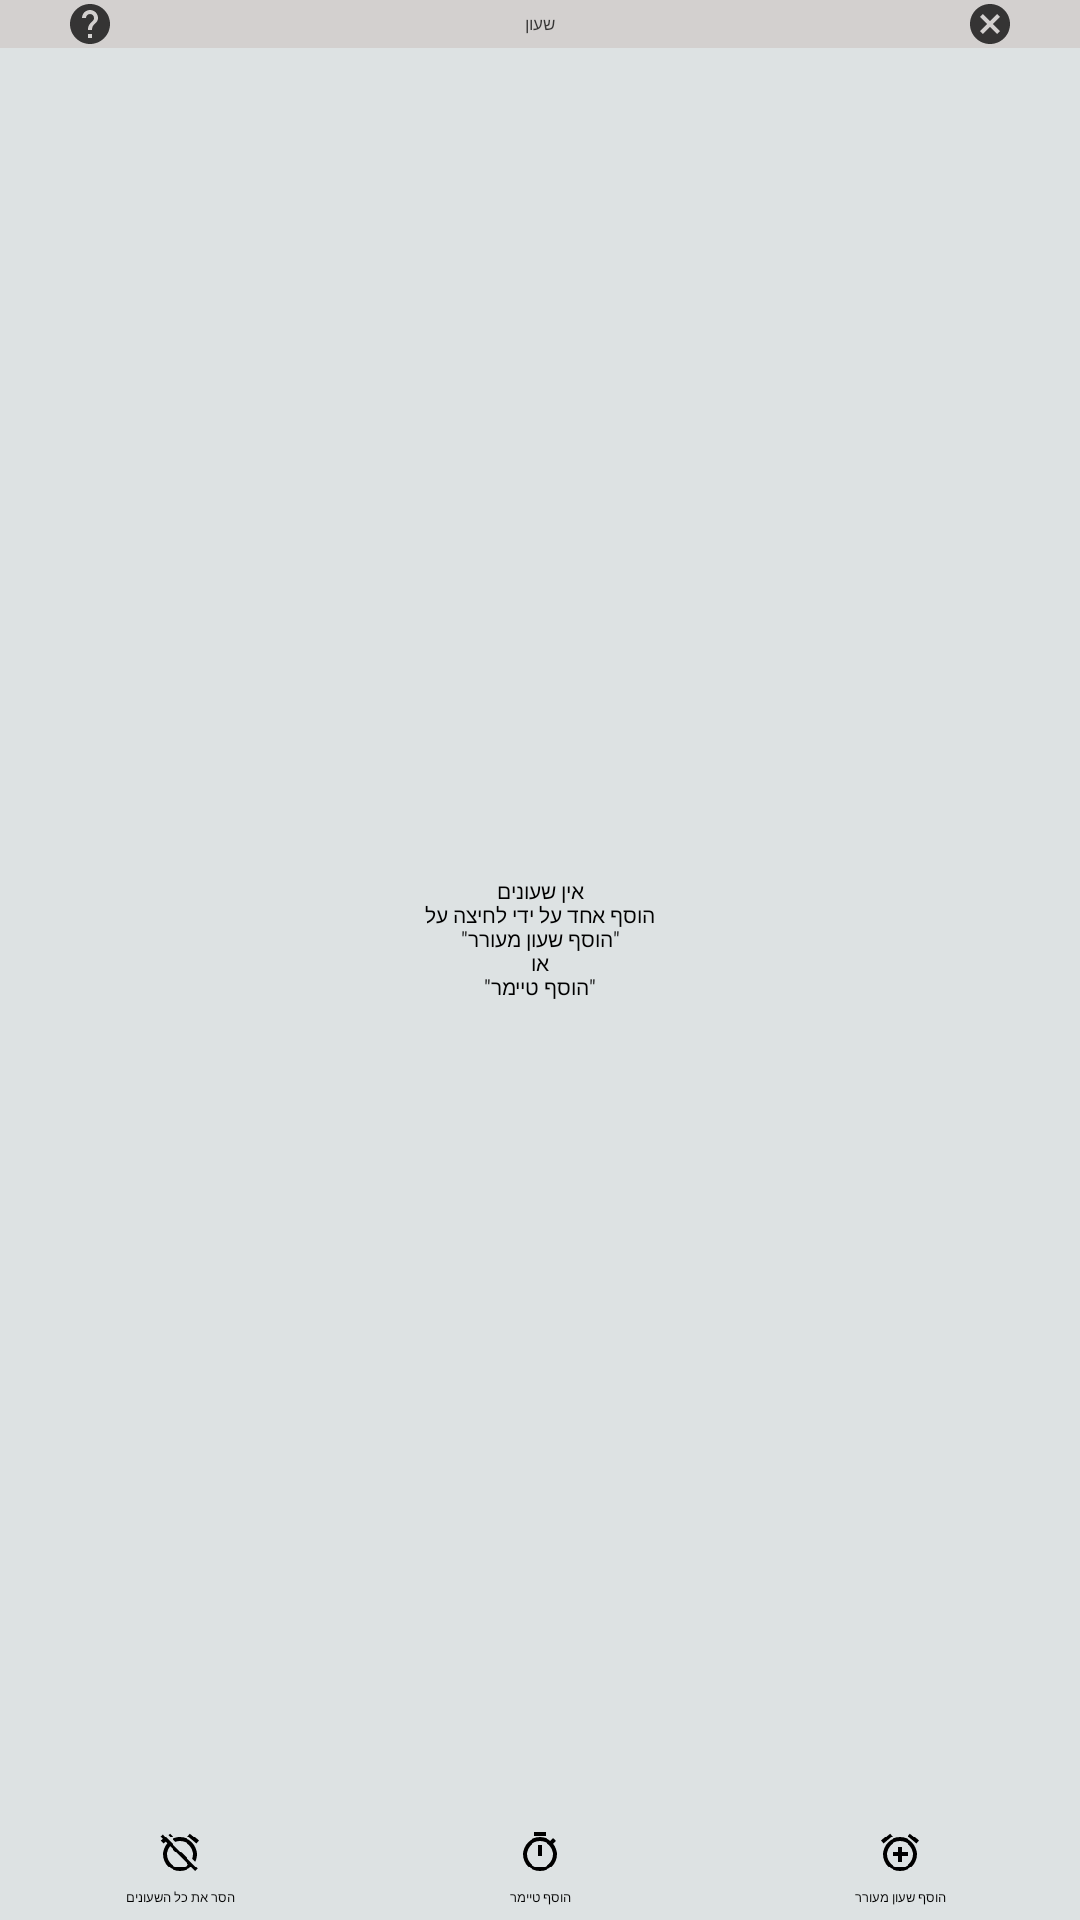 שעון
אין שעונים
הוסף אחד על ידי לחיצה על
"הוסף שעון מעורר"
או
"הוסף טיימר"
הוסף שעון מעורר
הוסף טיימר
הסר את כל השעונים